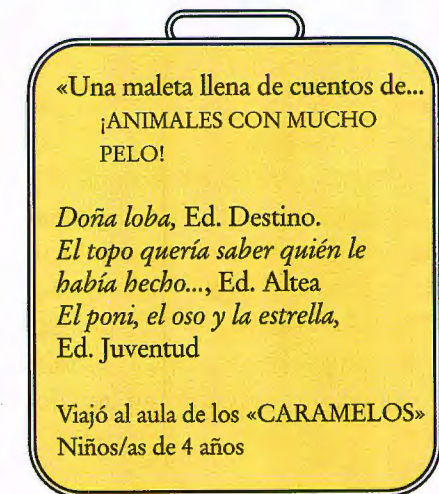 «Una maleta llena de cuentos de...
¡ANIMALES CON MUCHO
PELO!
Doña loba, Ed. Destino.
El topo quería saber quién le
había hecho..., Ed. Altea
El poni, el oso y la estrella,
Ed. Juventud
Viajó al aula de los «CARAMELOS»
Niños/as de 4 años